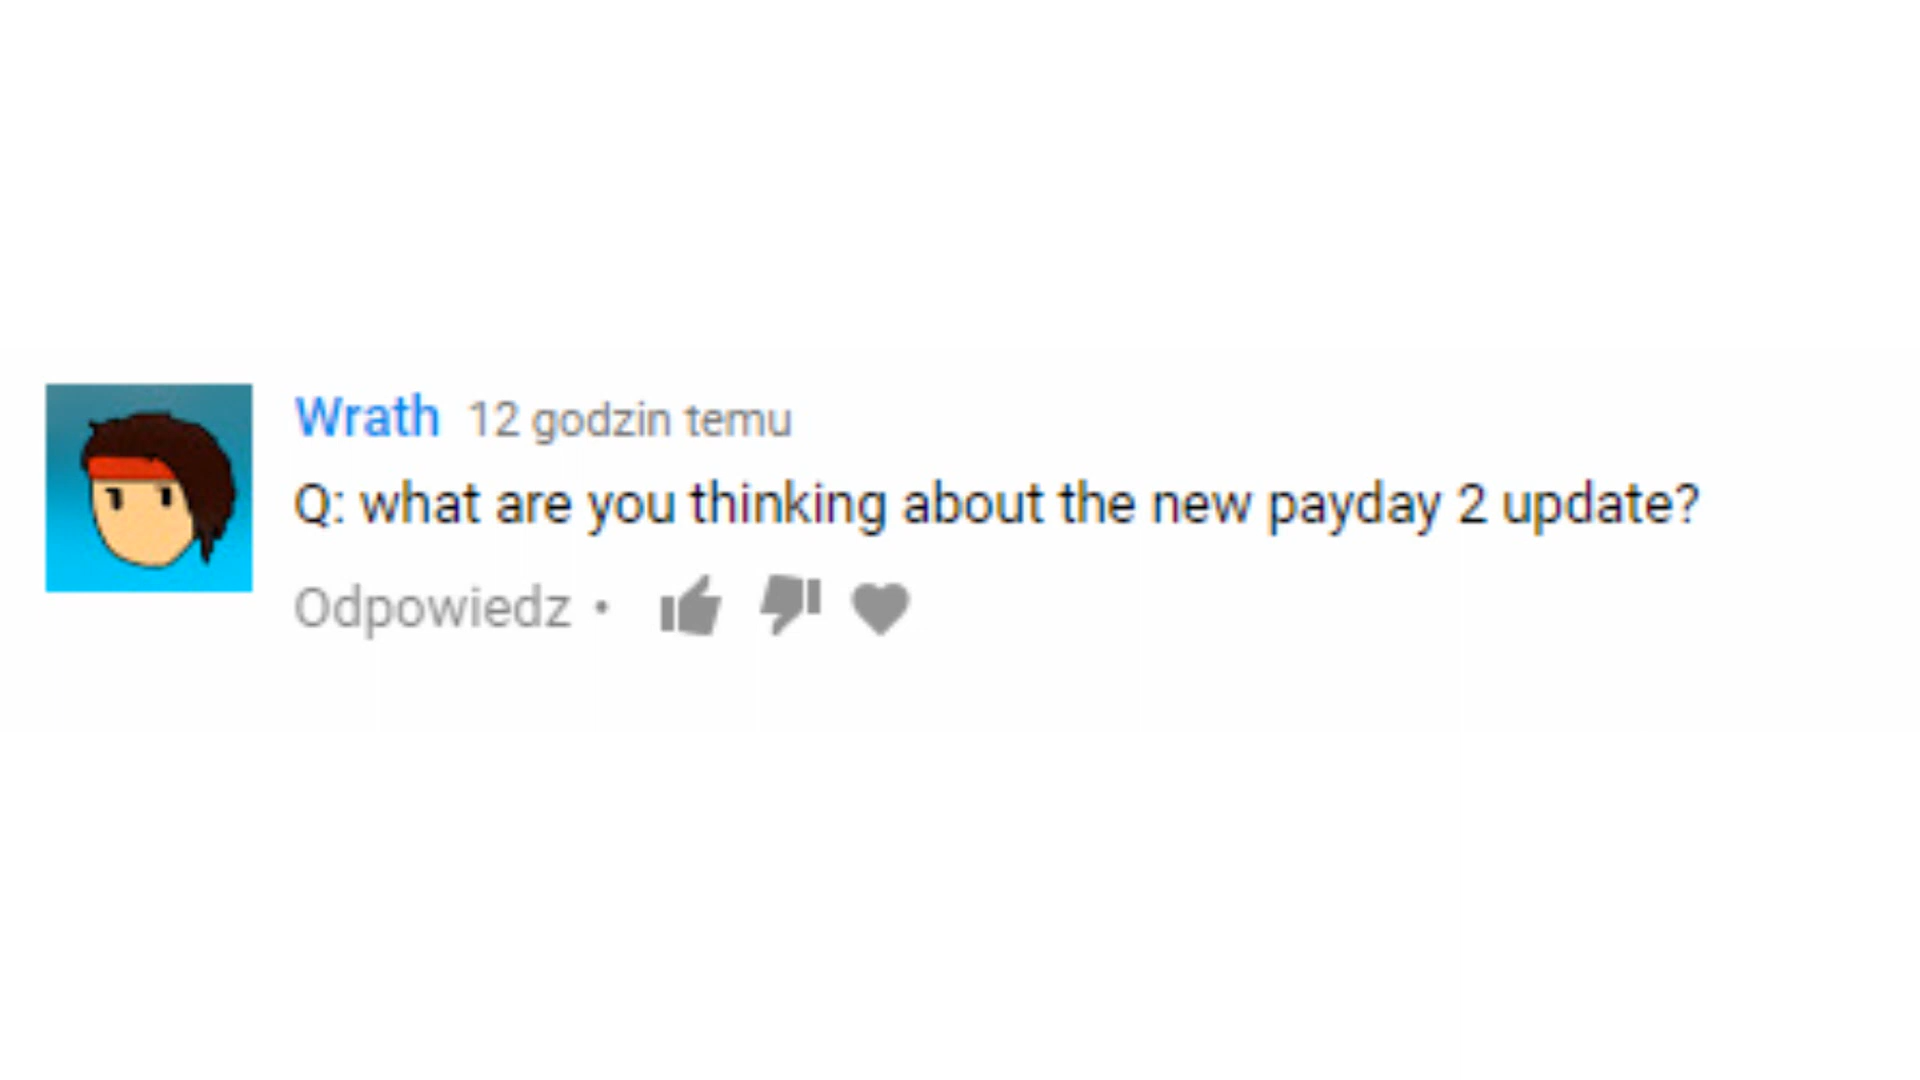 Wrath 12 godzin temu
Q: what are you thinking about the new payday 2 update?
Odpowiedz •